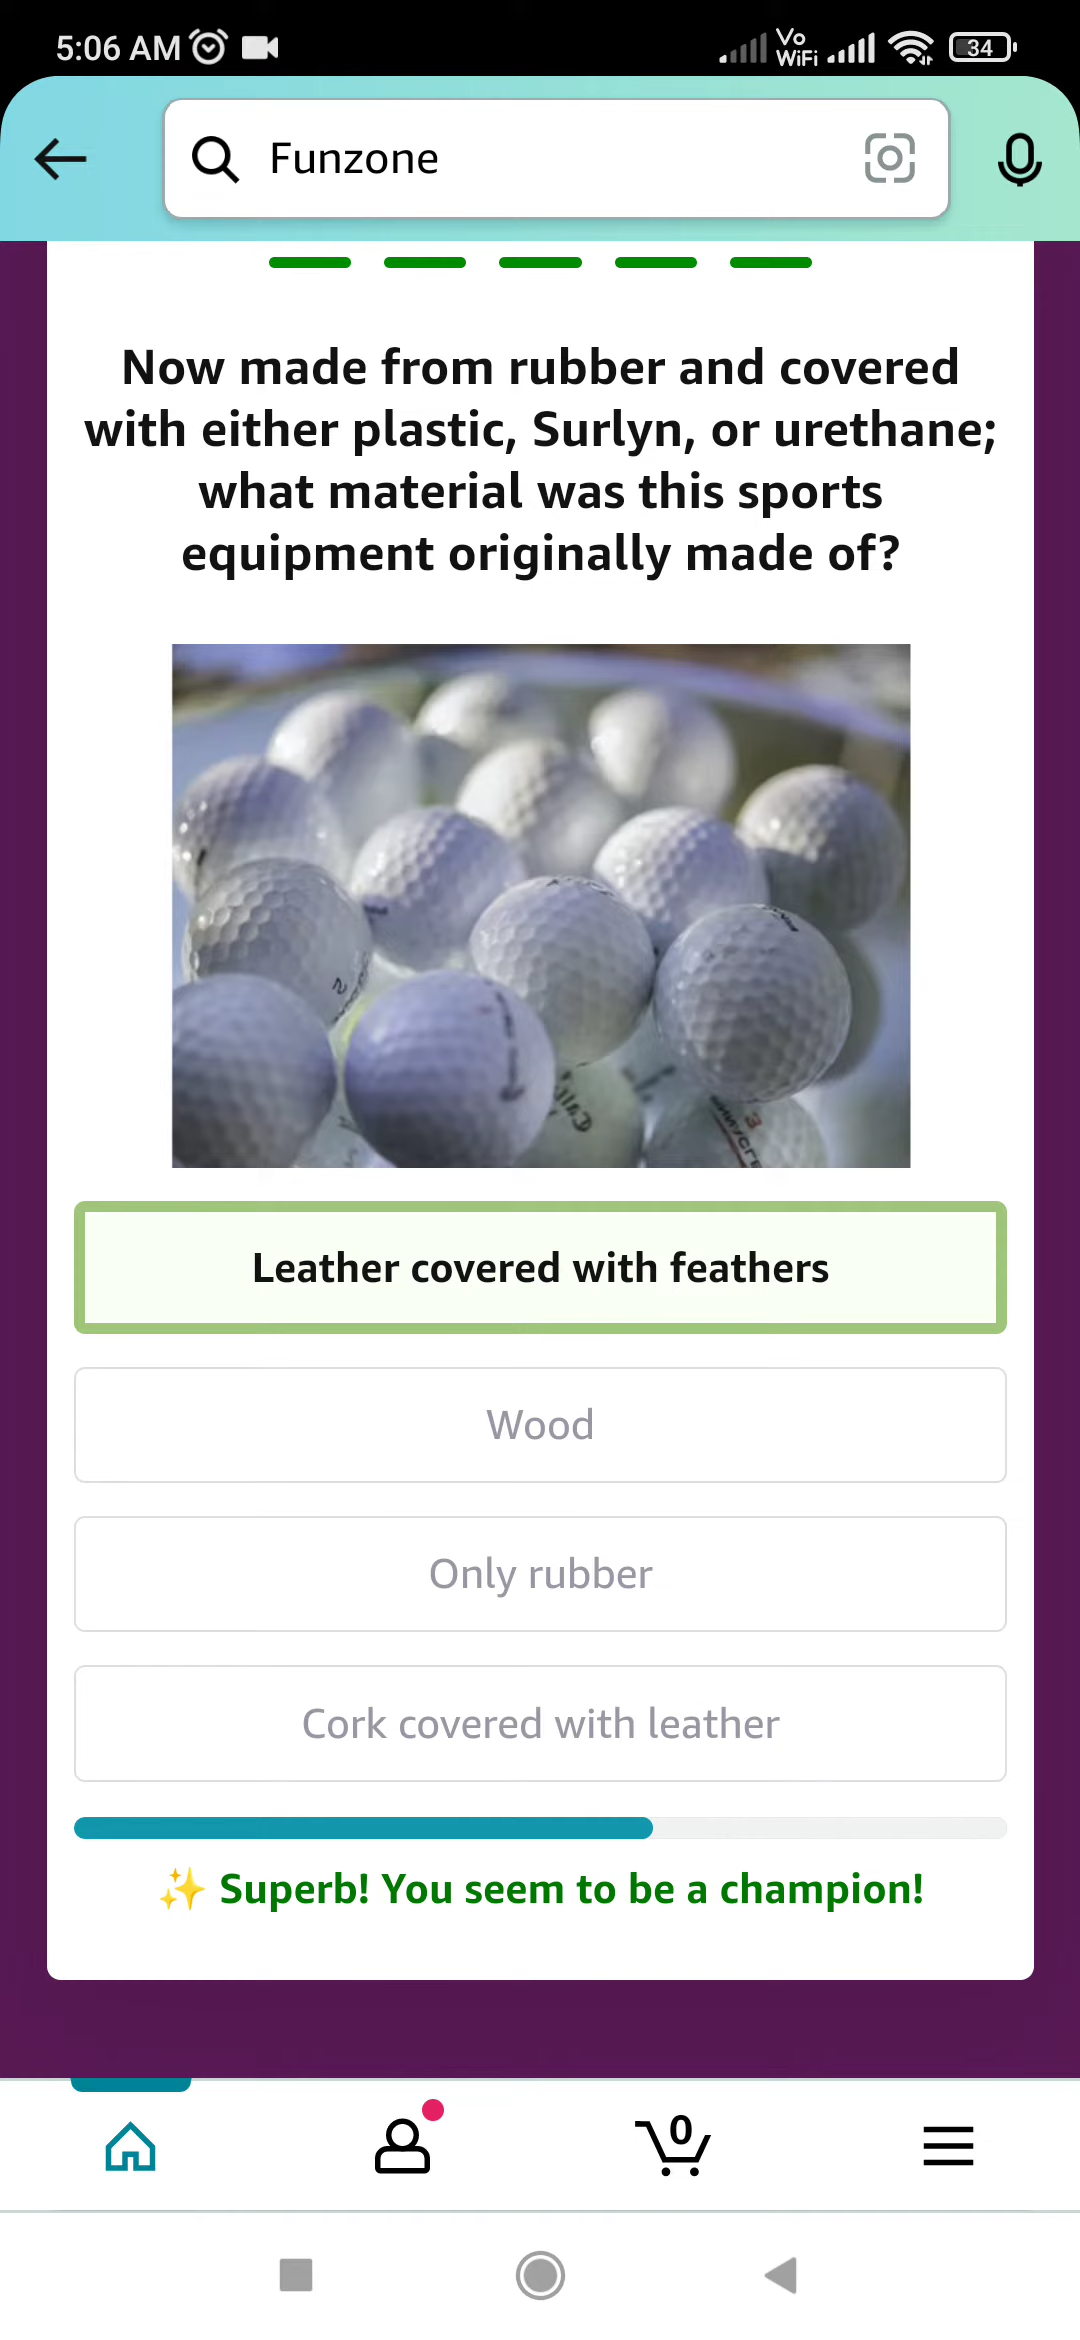 5:06 AM
Vo
WiFi
34
Funzone
Now made from rubber and covered
with either plastic, Surlyn, or urethane;
what material was this sports
equipment originally made of?
Leather covered with feathers
Wood
Only rubber
Cork covered with leather
✨ Superb! You seem to be a champion!
0